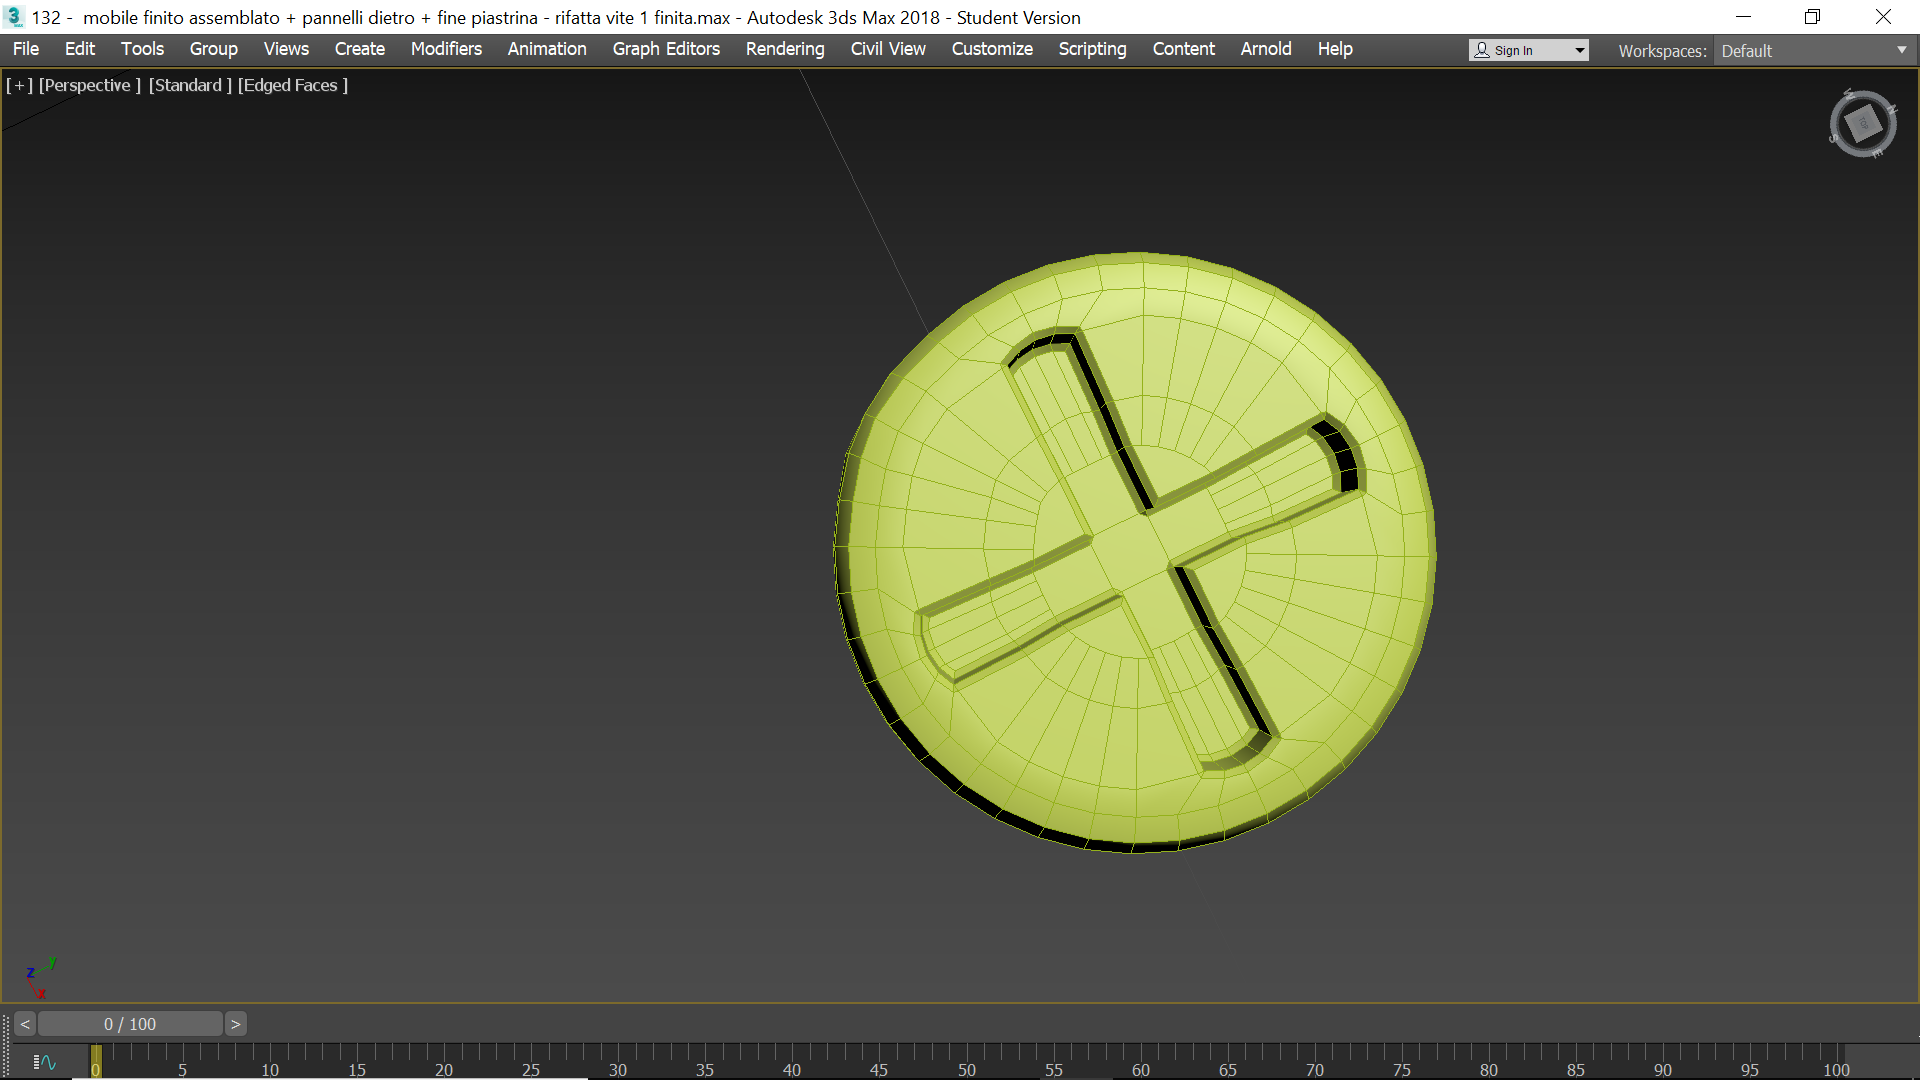 132 -  mobile finito assemblato + pannelli dietro + fine piastrina - rifatta vite 1 finita.max - Autodesk 3ds Max 2018 - Student Version
File Edit Tools Group Views Create Modifiers Animation Graph Editors Rendering Civil View Customize Scripting Content Arnold Help Sign In Workspaces: Default
[ + ] [Perspective ] [Standard ] [Edged Faces ]
W N
TOP
S E
z y
x
< 0 / 100 >
0 5 10 15 20 25 30 35 40 45 50 55 60 65 70 75 80 85 90 95 100